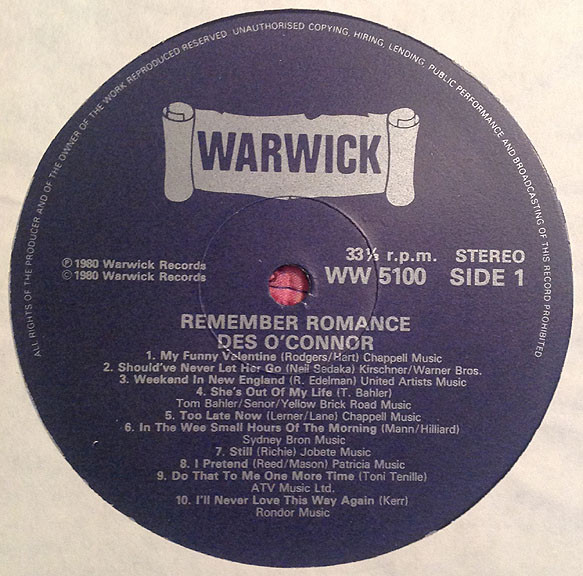 ALL RIGHTS OF THE PRODUCER AND OF THE OWNER OF THE WORK REPRODUCED RESERVED UNAUTHORISED COPYING, HIRING, LENDING, PUBLIC PERFORMANCE AND BROADCASTING OF THIS RECORD PROHIBITED
WARWICK
℗ 1980 Warwick Records
© 1980 Warwick Records
33⅓ r.p.m. STEREO
WW 5100 SIDE 1
REMEMBER ROMANCE
DES O'CONNOR
1. My Funny Valentine (Rodgers/Hart) Chappell Music
2. Should've Never Let Her Go (Neil Sedaka) Kirschner/Warner Bros.
3. Weekend In New England (R. Edelman) United Artists Music
4. She's Out Of My Life (T. Bahler)
Tom Bahler/Senor/Yellow Brick Road Music
5. Too Late Now (Lerner/Lane) Chappell Music
6. In The Wee Small Hours Of The Morning (Mann/Hilliard)
Sydney Bron Music
7. Still (Richie) Jobete Music
8. I Pretend (Reed/Mason) Patricia Music
9. Do That To Me One More Time (Toni Tenille)
ATV Music Ltd.
10. I'll Never Love This Way Again (Kerr)
Rondor Music